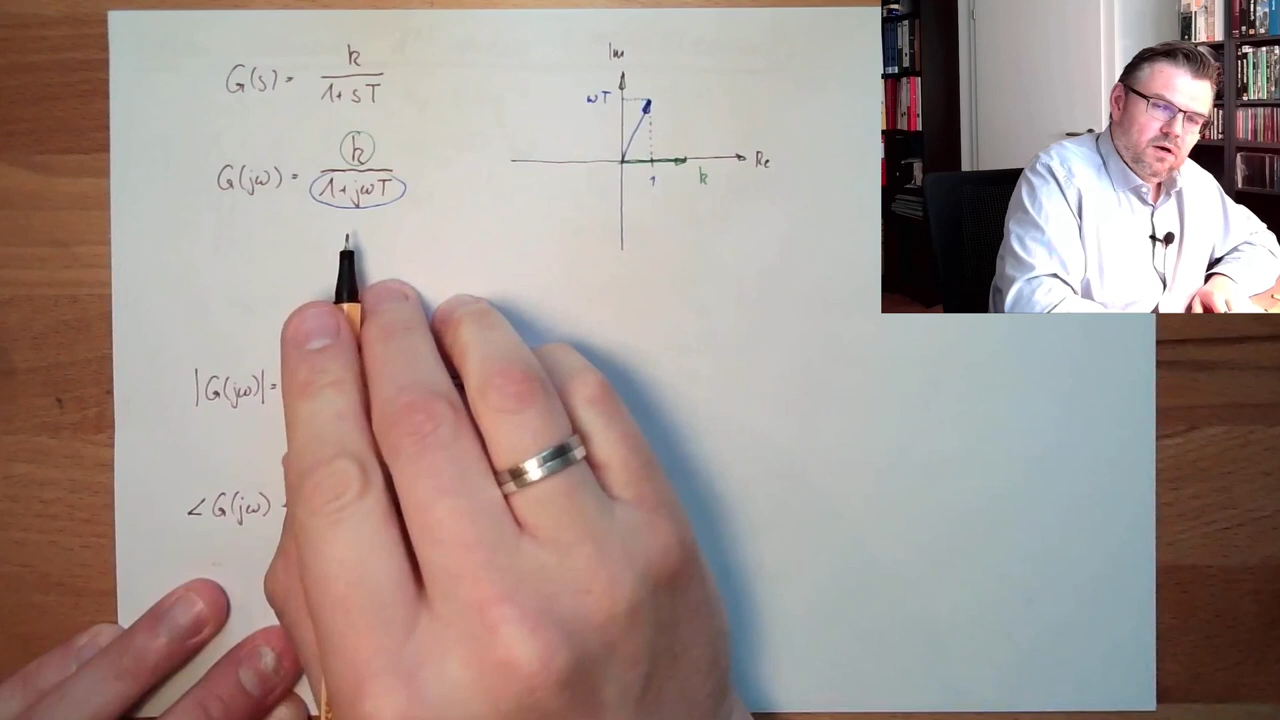 G(s) = k / 1+sT
G(jω) = k / 1+jωT
|G(jω)| =
∠G(jω)
Im
ωT
Re
1
k